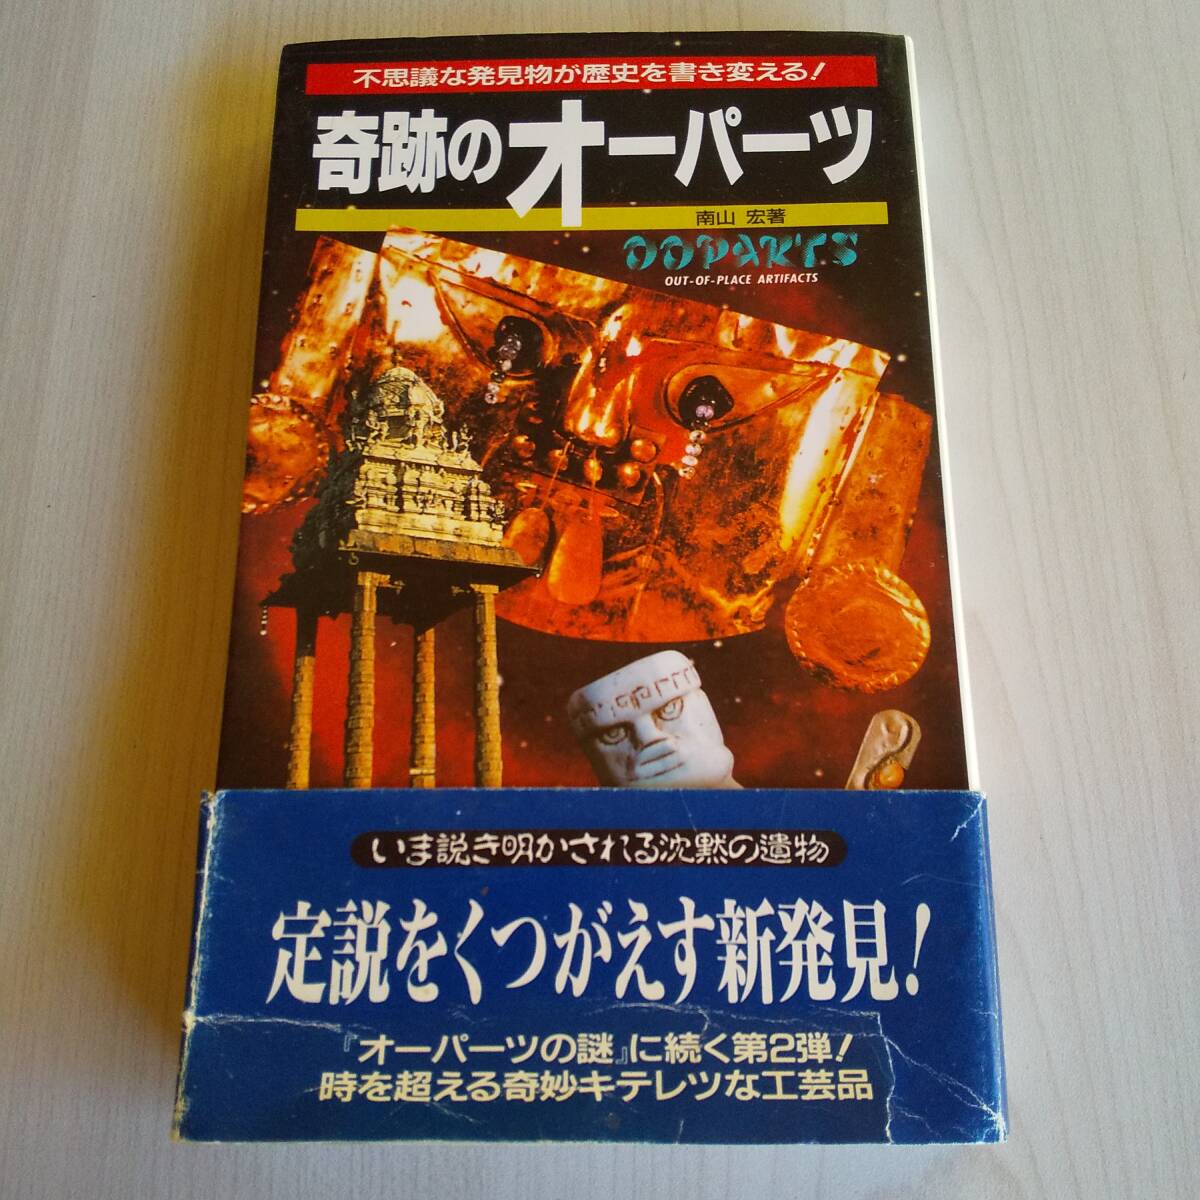 不思議な発見物が歴史を書き変える!
奇跡のオーパーツ
南山 宏著
OOPARTS
OUT-OF-PLACE ARTIFACTS
いま説き明かされる沈黙の遺物
定説をくつがえす新発見!
『オーパーツの謎』に続く第2弾!
時を超える奇妙キテレツな工芸品